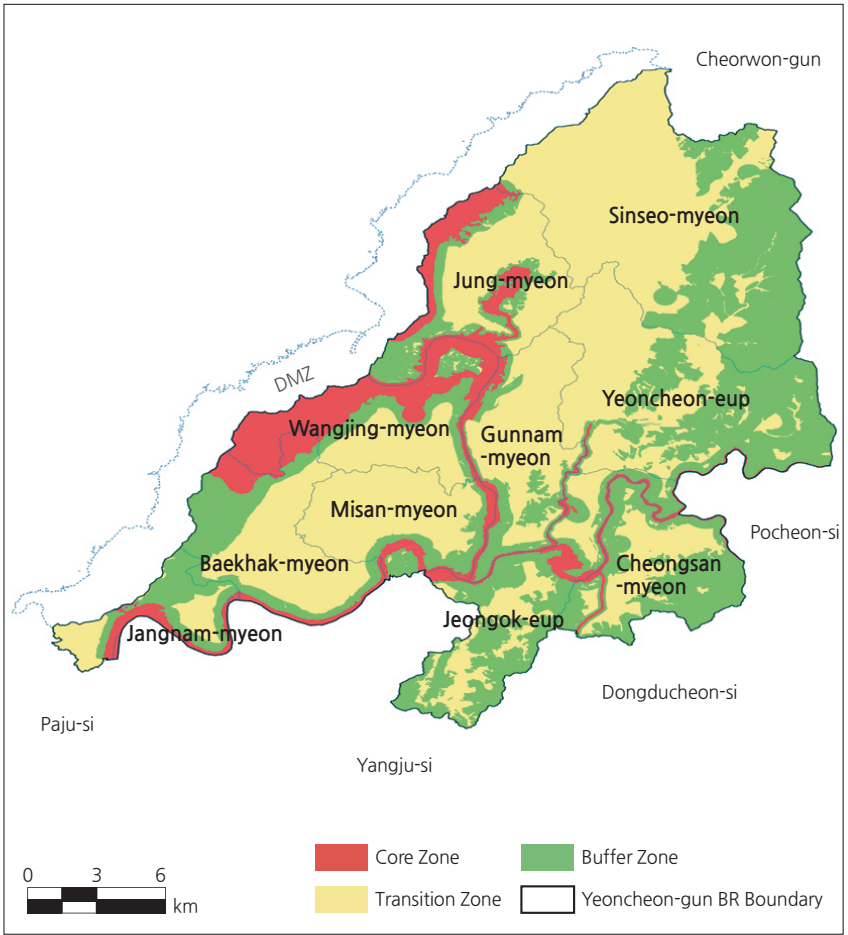 Cheorwon-gun
Sinseo-myeon
Jung-myeon
DMZ
Yeoncheon-eup
Wangjing-myeon
Gunnam
-myeon
Misan-myeon
Pocheon-si
Baekhak-myeon
Cheongsan
-myeon
Jeongok-eup
Jangnam-myeon
Dongducheon-si
Paju-si
Yangju-si
0 3 6
km
Core Zone
Buffer Zone
Transition Zone
Yeoncheon-gun BR Boundary